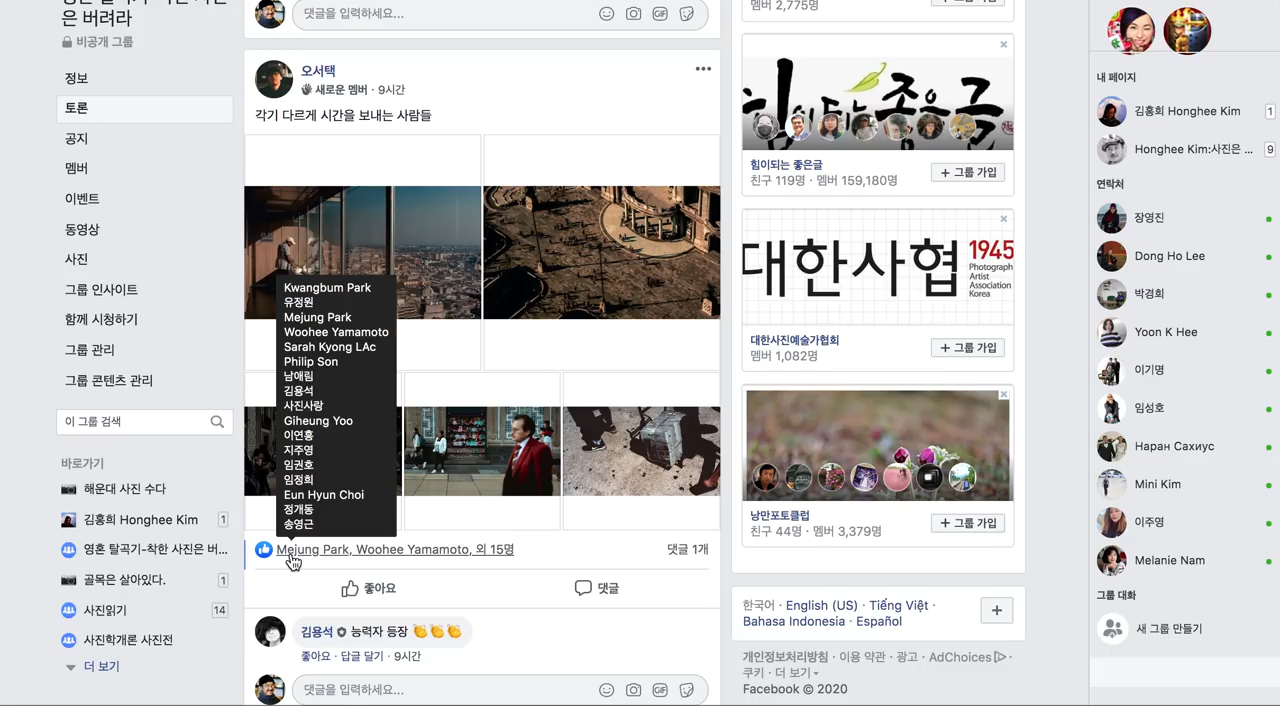 은 버려라
비공개 그룹
정보
토론
공지
멤버
이벤트
동영상
사진
그룹 인사이트
함께 시청하기
그룹 관리
그룹 콘텐츠 관리
이 그룹 검색
바로가기
해운대 사진 수다
김홍희 Honghee Kim 1
영혼 탈곡기-착한 사진은 버...
골목은 살아있다. 1
사진읽기 14
사진학개론 사진전
더 보기
댓글을 입력하세요...
GIF
오서택
새로운 멤버 · 9시간
각기 다르게 시간을 보내는 사람들
Kwangbum Park
유정원
Mejung Park
Woohee Yamamoto
Sarah Kyong LAc
Philip Son
남애림
김용석
사진사랑
Giheung Yoo
이연홍
지주영
임권호
임정희
Eun Hyun Choi
정개동
송영근
Mejung Park, Woohee Yamamoto, 외 15명
댓글 1개
좋아요
댓글
김용석 능력자 등장 👏👏👏
좋아요 · 답글 달기 · 9시간
댓글을 입력하세요...
GIF
멤버 2,775명
힘이되는 좋은글
힘이되는 좋은글
친구 119명 · 멤버 159,180명
+ 그룹 가입
대한사협 1945
Photograph
Artist
Association
Korea
대한사진예술가협회
멤버 1,082명
+ 그룹 가입
낭만포토클럽
친구 44명 · 멤버 3,379명
+ 그룹 가입
한국어 · English (US) · Tiếng Việt ·
Bahasa Indonesia · Español
개인정보처리방침 · 이용 약관 · 광고 · AdChoices ·
쿠키 · 더 보기
Facebook © 2020
내 페이지
김홍희 Honghee Kim 1
Honghee Kim:사진은 ... 9
연락처
장영진
Dong Ho Lee
박경희
Yoon K Hee
이기명
임성호
Наран Сахиус
Mini Kim
이주영
Melanie Nam
그룹 대화
새 그룹 만들기